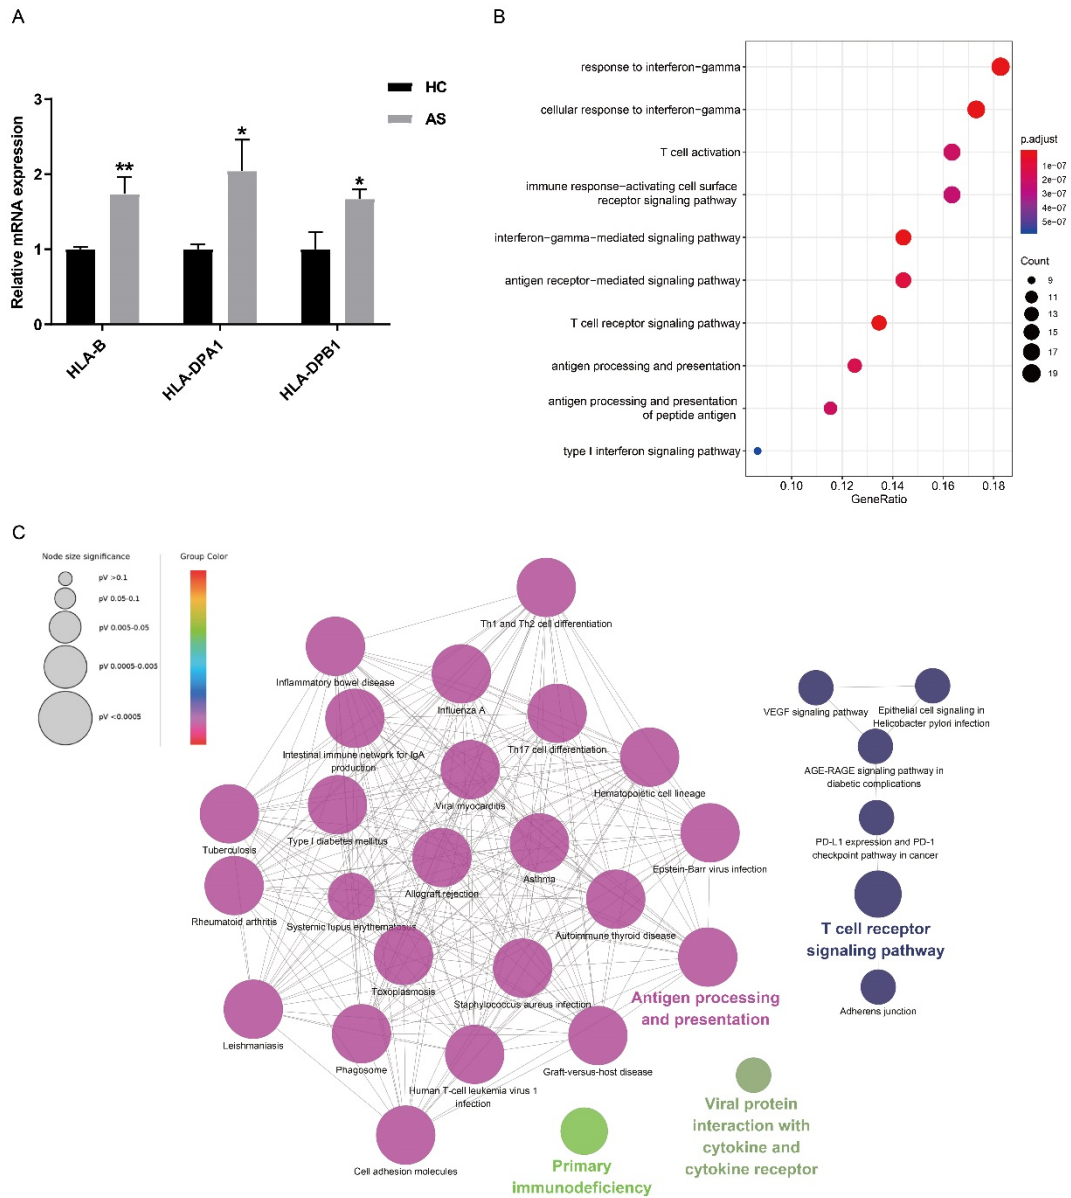 A
HC
AS
Relative mRNA expression
3
2
1
0
**
*
*
HLA-B
HLA-DPA1
HLA-DPB1
B
response to interferon−gamma
cellular response to interferon−gamma
T cell activation
immune response−activating cell surface
receptor signaling pathway
interferon−gamma−mediated signaling pathway
antigen receptor−mediated signaling pathway
T cell receptor signaling pathway
antigen processing and presentation
antigen processing and presentation
of peptide antigen
type I interferon signaling pathway
0.10 0.12 0.14 0.16 0.18
GeneRatio
p.adjust
1e−07
2e−07
3e−07
4e−07
5e−07
Count
9
11
13
15
17
19
C
Node size significance
pV >0.1
pV 0.05-0.1
pV 0.005-0.05
pV 0.0005-0.005
pV <0.0005
Group Color
Th1 and Th2 cell differentiation
Inflammatory bowel disease
Influenza A
Intestinal immune network for IgA
production
Th17 cell differentiation
Hematopoietic cell lineage
Viral myocarditis
Tuberculosis
Type I diabetes mellitus
Asthma
Epstein-Barr virus infection
Allograft rejection
Rheumatoid arthritis
Systemic lupus erythematosus
Autoimmune thyroid disease
Toxoplasmosis
Staphylococcus aureus infection
Antigen processing
and presentation
Leishmaniasis
Phagosome
Human T-cell leukemia virus 1
infection
Graft-versus-host disease
Cell adhesion molecules
VEGF signaling pathway
Epithelial cell signaling in
Helicobacter pylori infection
AGE-RAGE signaling pathway in
diabetic complications
PD-L1 expression and PD-1
checkpoint pathway in cancer
T cell receptor
signaling pathway
Adherens junction
Viral protein
interaction with
cytokine and
cytokine receptor
Primary
immunodeficiency